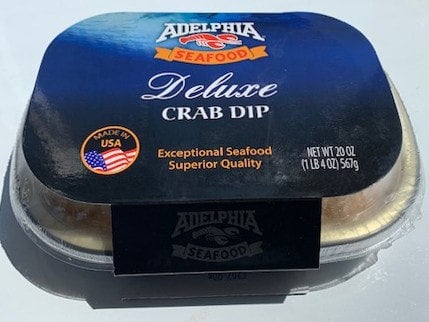 ADELPHIA
SEAFOOD
Deluxe
CRAB DIP
MADE IN
USA
Exceptional Seafood
Superior Quality
NET WT 20 OZ
(1 LB 4 OZ) 567g
ADELPHIA
SEAFOOD